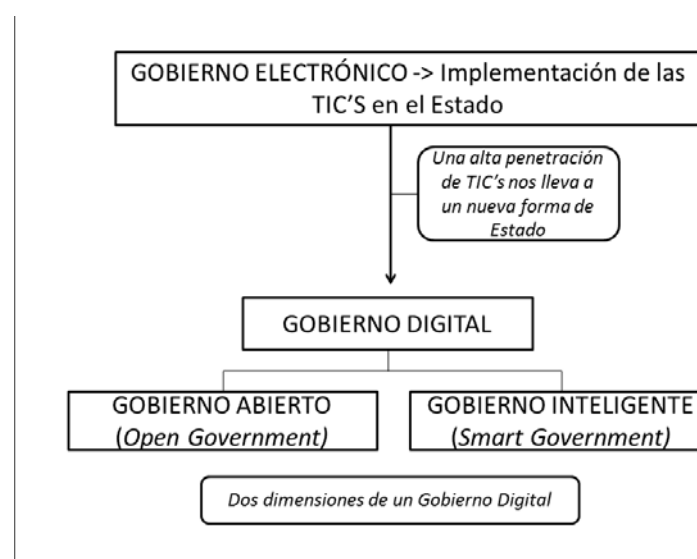 GOBIERNO ELECTRÓNICO -> Implementación de las
TIC'S en el Estado
Una alta penetración
de TIC's nos lleva a
un nueva forma de
Estado
GOBIERNO DIGITAL
GOBIERNO ABIERTO
(Open Government)
GOBIERNO INTELIGENTE
(Smart Government)
Dos dimensiones de un Gobierno Digital